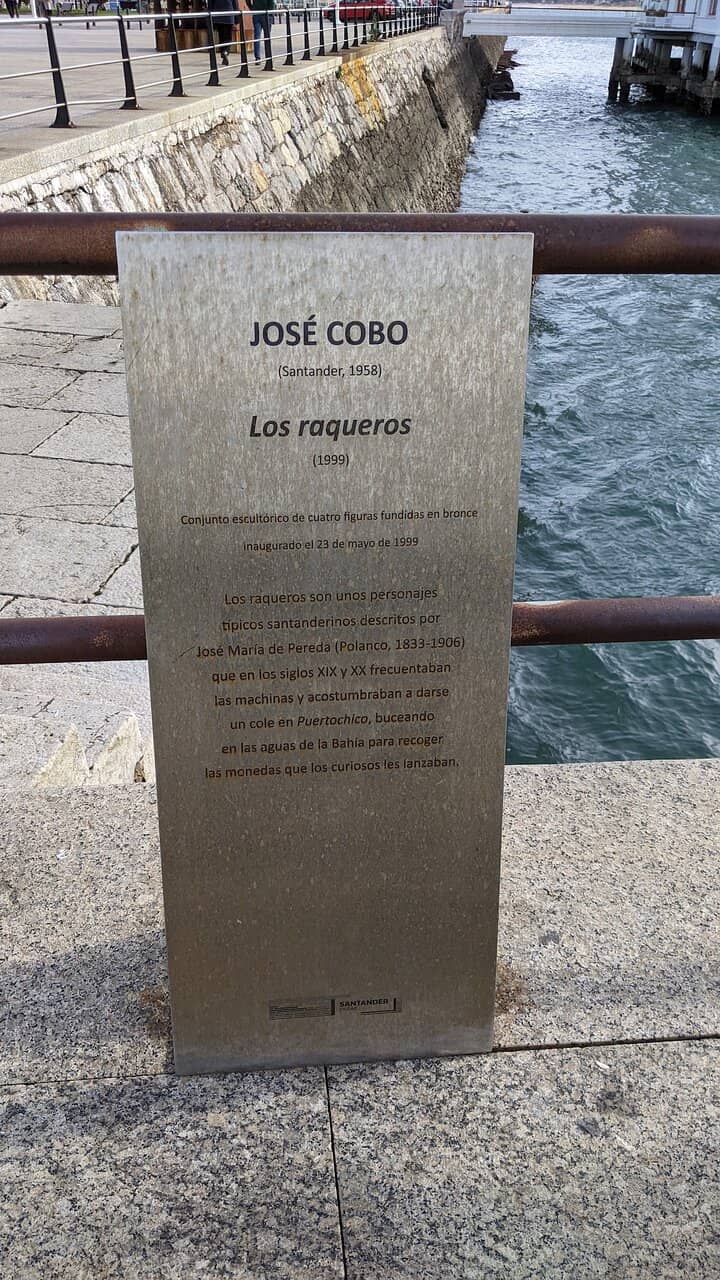 JOSÉ COBO
(Santander, 1958)
Los raqueros
(1999)
Conjunto escultórico de cuatro figuras fundidas en bronce
inaugurado el 23 de mayo de 1999
Los raqueros son unos personajes
típicos santanderinos descritos por
José María de Pereda (Polanco, 1833-1906)
que en los siglos XIX y XX frecuentaban
las machinas y acostumbraban a darse
un cole en Puertochico, buceando
en las aguas de la Bahía para recoger
las monedas que los curiosos les lanzaban.
SANTANDER